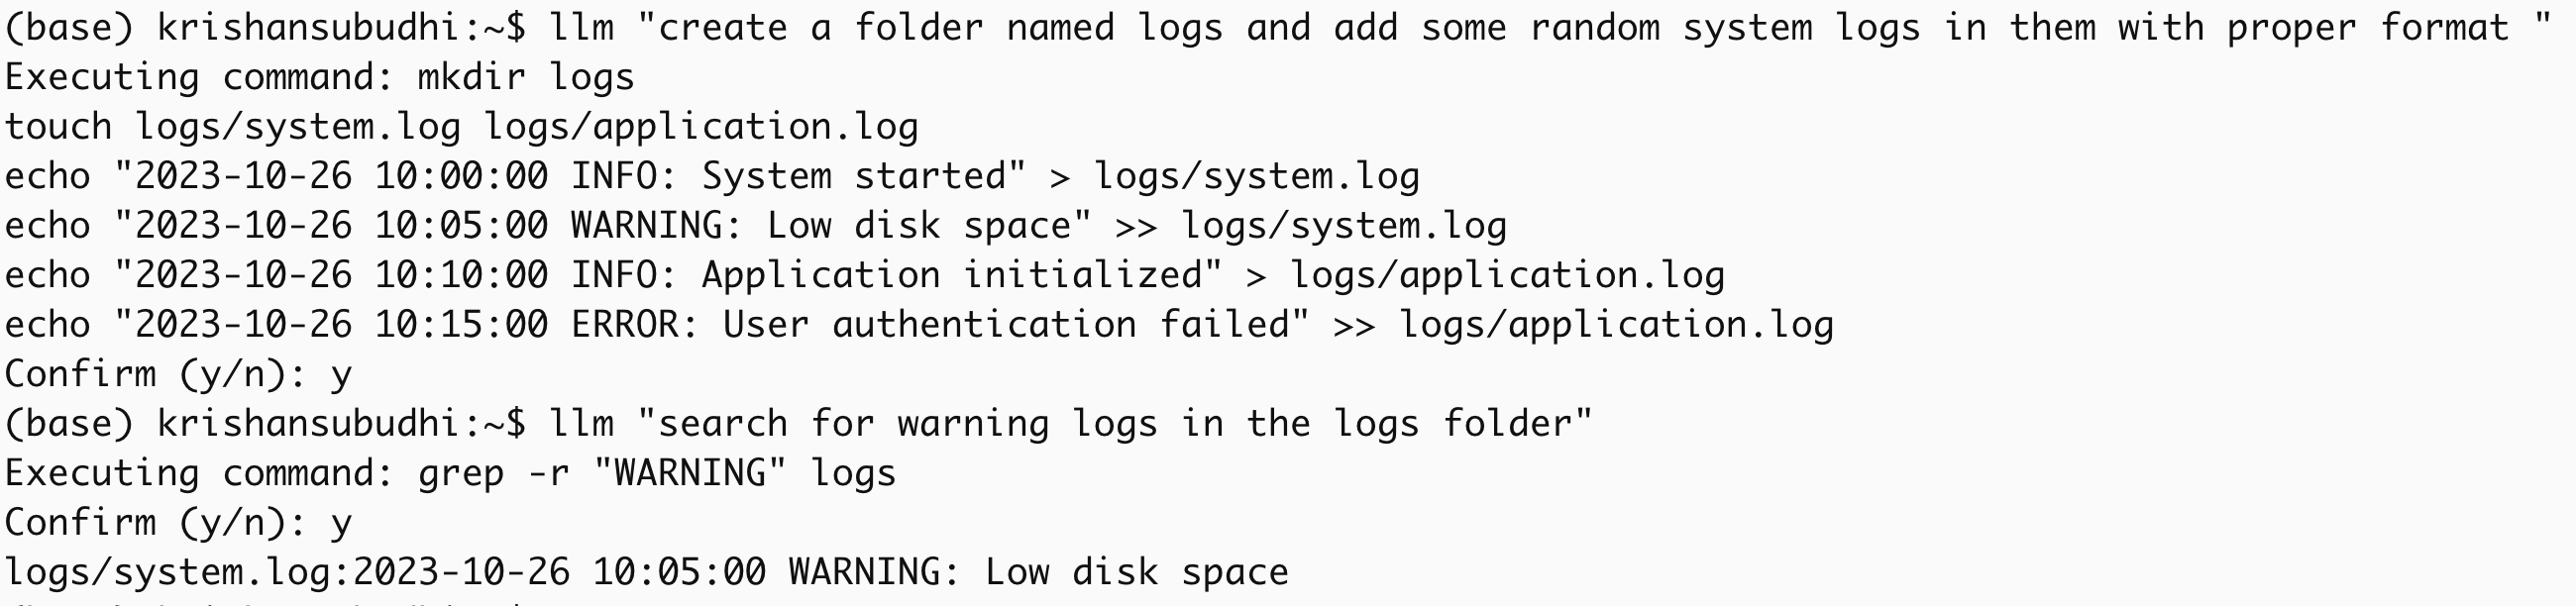 (base) krishansubudhi:~$ llm "create a folder named logs and add some random system logs in them with proper format "
Executing command: mkdir logs
touch logs/system.log logs/application.log
echo "2023-10-26 10:00:00 INFO: System started" > logs/system.log
echo "2023-10-26 10:05:00 WARNING: Low disk space" >> logs/system.log
echo "2023-10-26 10:10:00 INFO: Application initialized" > logs/application.log
echo "2023-10-26 10:15:00 ERROR: User authentication failed" >> logs/application.log
Confirm (y/n): y
(base) krishansubudhi:~$ llm "search for warning logs in the logs folder"
Executing command: grep -r "WARNING" logs
Confirm (y/n): y
logs/system.log:2023-10-26 10:05:00 WARNING: Low disk space